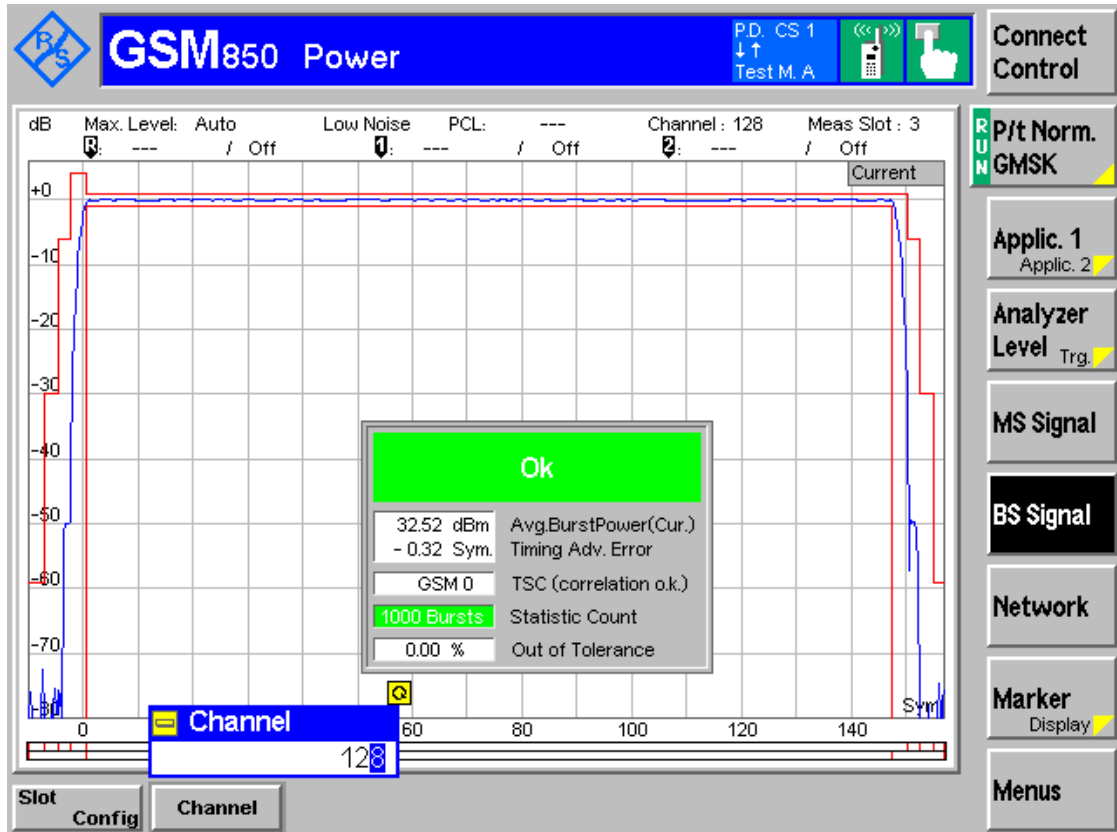 R/S
GSM850 Power
P.D. CS 1
↓↑
Test M. A
Connect
Control
dB Max. Level: Auto Low Noise PCL: --- Channel : 128 Meas Slot : 3
R: --- / Off 1: --- / Off 2: --- / Off
Current
RUN
P/t Norm.
GMSK
Applic. 1
Applic. 2
Analyzer
Level Trg.
MS Signal
BS Signal
Network
Marker
Display
Menus
+0
-10
-20
-30
-40
-50
-60
-70
-80
Ok
32.52 dBm Avg.BurstPower(Cur.)
- 0.32 Sym. Timing Adv. Error
GSM 0 TSC (correlation o.k.)
1000 Bursts Statistic Count
0.00 % Out of Tolerance
Sym
0 60 80 100 120 140
Channel
128
Slot
Config
Channel